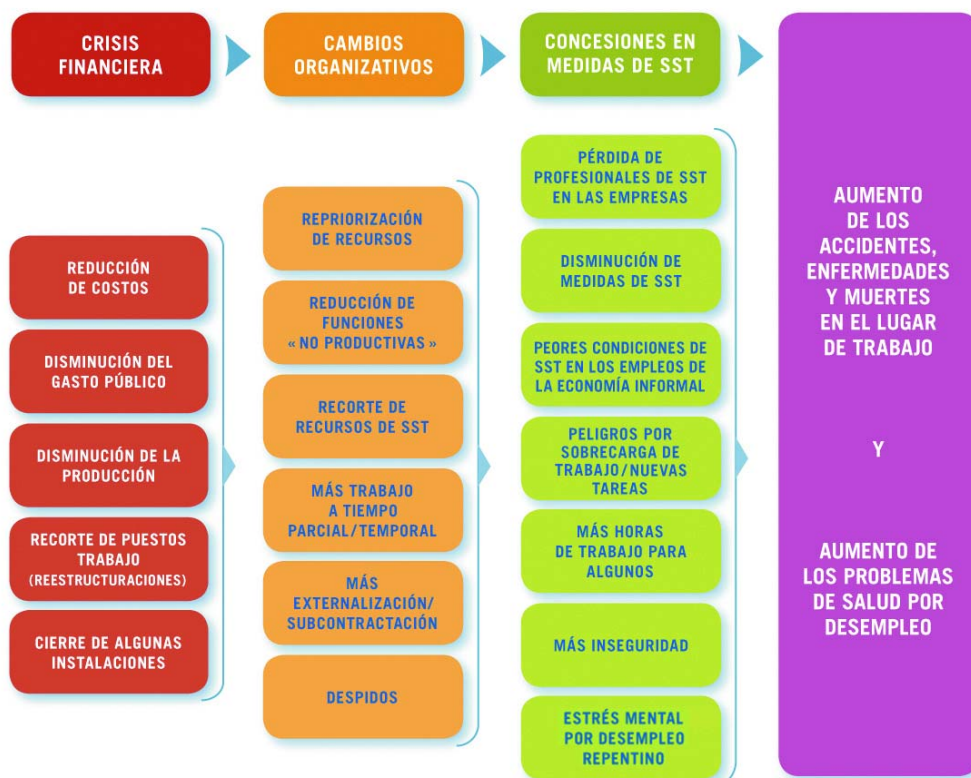 CRISIS
FINANCIERA
CAMBIOS
ORGANIZATIVOS
CONCESIONES EN
MEDIDAS DE SST
REDUCCIÓN
DE COSTOS
DISMINUCIÓN DEL
GASTO PÚBLICO
DISMINUCIÓN DE LA
PRODUCCIÓN
RECORTE DE PUESTOS
TRABAJO
(REESTRUCTURACIONES)
CIERRE DE ALGUNAS
INSTALACIONES
REPRIORIZACIÓN
DE RECURSOS
REDUCCIÓN DE
FUNCIONES
« NO PRODUCTIVAS »
RECORTE DE
RECURSOS DE SST
MÁS TRABAJO
A TIEMPO
PARCIAL/TEMPORAL
MÁS
EXTERNALIZACIÓN/
SUBCONTRACTACIÓN
DESPIDOS
PÉRDIDA DE
PROFESIONALES DE SST
EN LAS EMPRESAS
DISMINUCIÓN DE
MEDIDAS DE SST
PEORES CONDICIONES DE
SST EN LOS EMPLEOS DE
LA ECONOMÍA INFORMAL
PELIGROS POR
SOBRECARGA DE
TRABAJO/NUEVAS
TAREAS
MÁS HORAS
DE TRABAJO PARA
ALGUNOS
MÁS INSEGURIDAD
ESTRÉS MENTAL
POR DESEMPLEO
REPENTINO
AUMENTO
DE LOS
ACCIDENTES,
ENFERMEDADES
Y MUERTES
EN EL LUGAR
DE TRABAJO
Y
AUMENTO DE
LOS PROBLEMAS
DE SALUD POR
DESEMPLEO